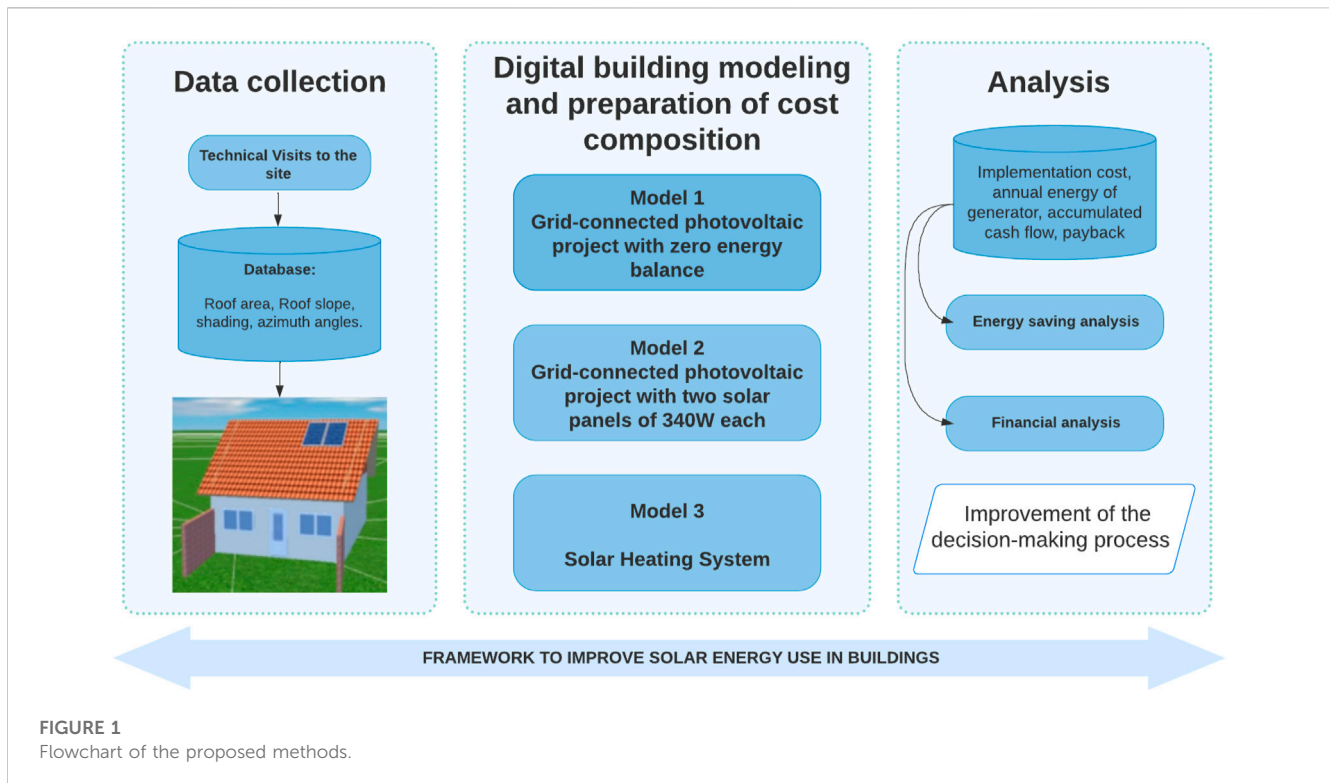 Data collection
Technical Visits to the
site
Database:
Roof area, Roof slope,
shading, azimuth angles.
Digital building modeling
and preparation of cost
composition
Model 1
Grid-connected photovoltaic
project with zero energy
balance
Model 2
Grid-connected photovoltaic
project with two solar
panels of 340W each
Model 3
Solar Heating System
Analysis
Implementation cost,
annual energy of
generator, accumulated
cash flow, payback
Energy saving analysis
Financial analysis
Improvement of the
decision-making process
FRAMEWORK TO IMPROVE SOLAR ENERGY USE IN BUILDINGS
FIGURE 1
Flowchart of the proposed methods.